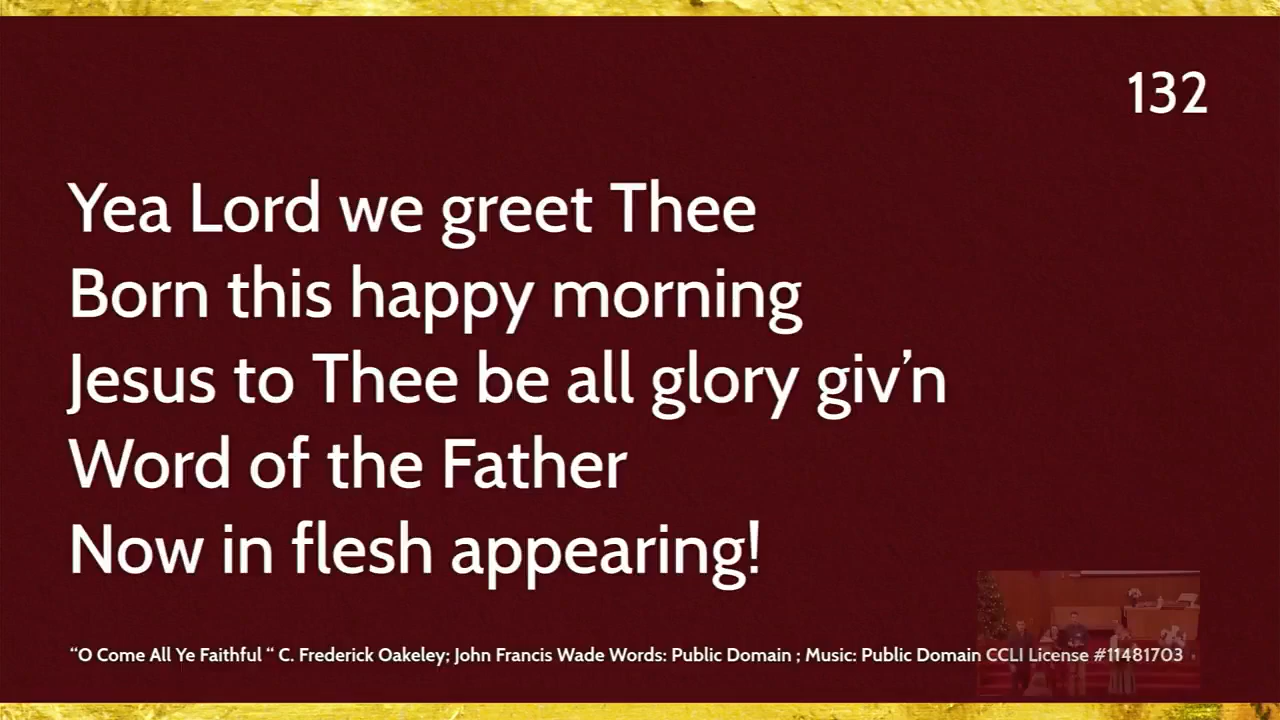 132
Yea Lord we greet Thee
Born this happy morning
Jesus to Thee be all glory giv’n
Word of the Father
Now in flesh appearing!
“O Come All Ye Faithful “ C. Frederick Oakeley; John Francis Wade Words: Public Domain ; Music: Public Domain CCLI License #11481703